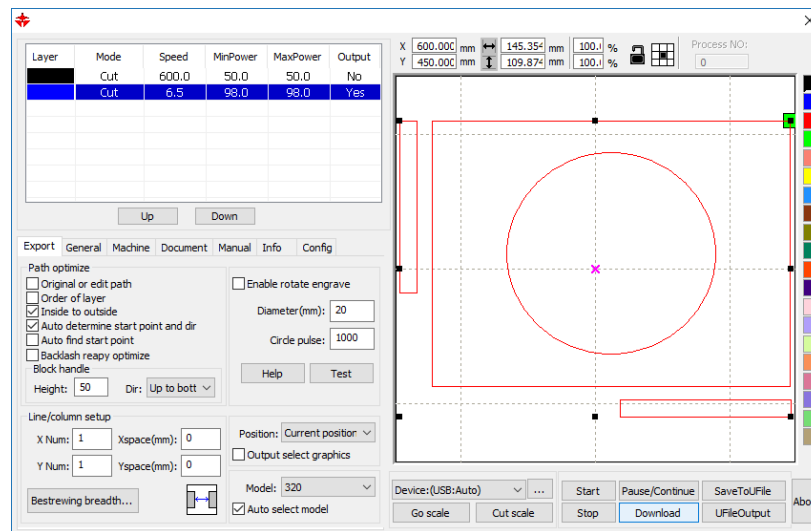 X 600.000 mm 145.354 mm 100.( %
Y 450.000 mm 109.874 mm 100.( %
Process NO:
0
Layer Mode Speed MinPower MaxPower Output
Cut 600.0 50.0 50.0 No
Cut 6.5 98.0 98.0 Yes
Up Down
Export General Machine Document Manual Info Config
Path optimize
Original or edit path
Order of layer
Inside to outside
Auto determine start point and dir
Auto find start point
Backlash reapy optimize
Block handle
Height: 50 Dir: Up to bott
Enable rotate engrave
Diameter(mm): 20
Circle pulse: 1000
Help Test
Line/column setup
X Num: 1 Xspace(mm): 0
Y Num: 1 Yspace(mm): 0
Bestrewing breadth...
Position: Current position
Output select graphics
Model: 320
Auto select model
Device:(USB:Auto) ...
Go scale Cut scale
Start Pause/Continue SaveToUFile
Stop Download UFileOutput
Abo